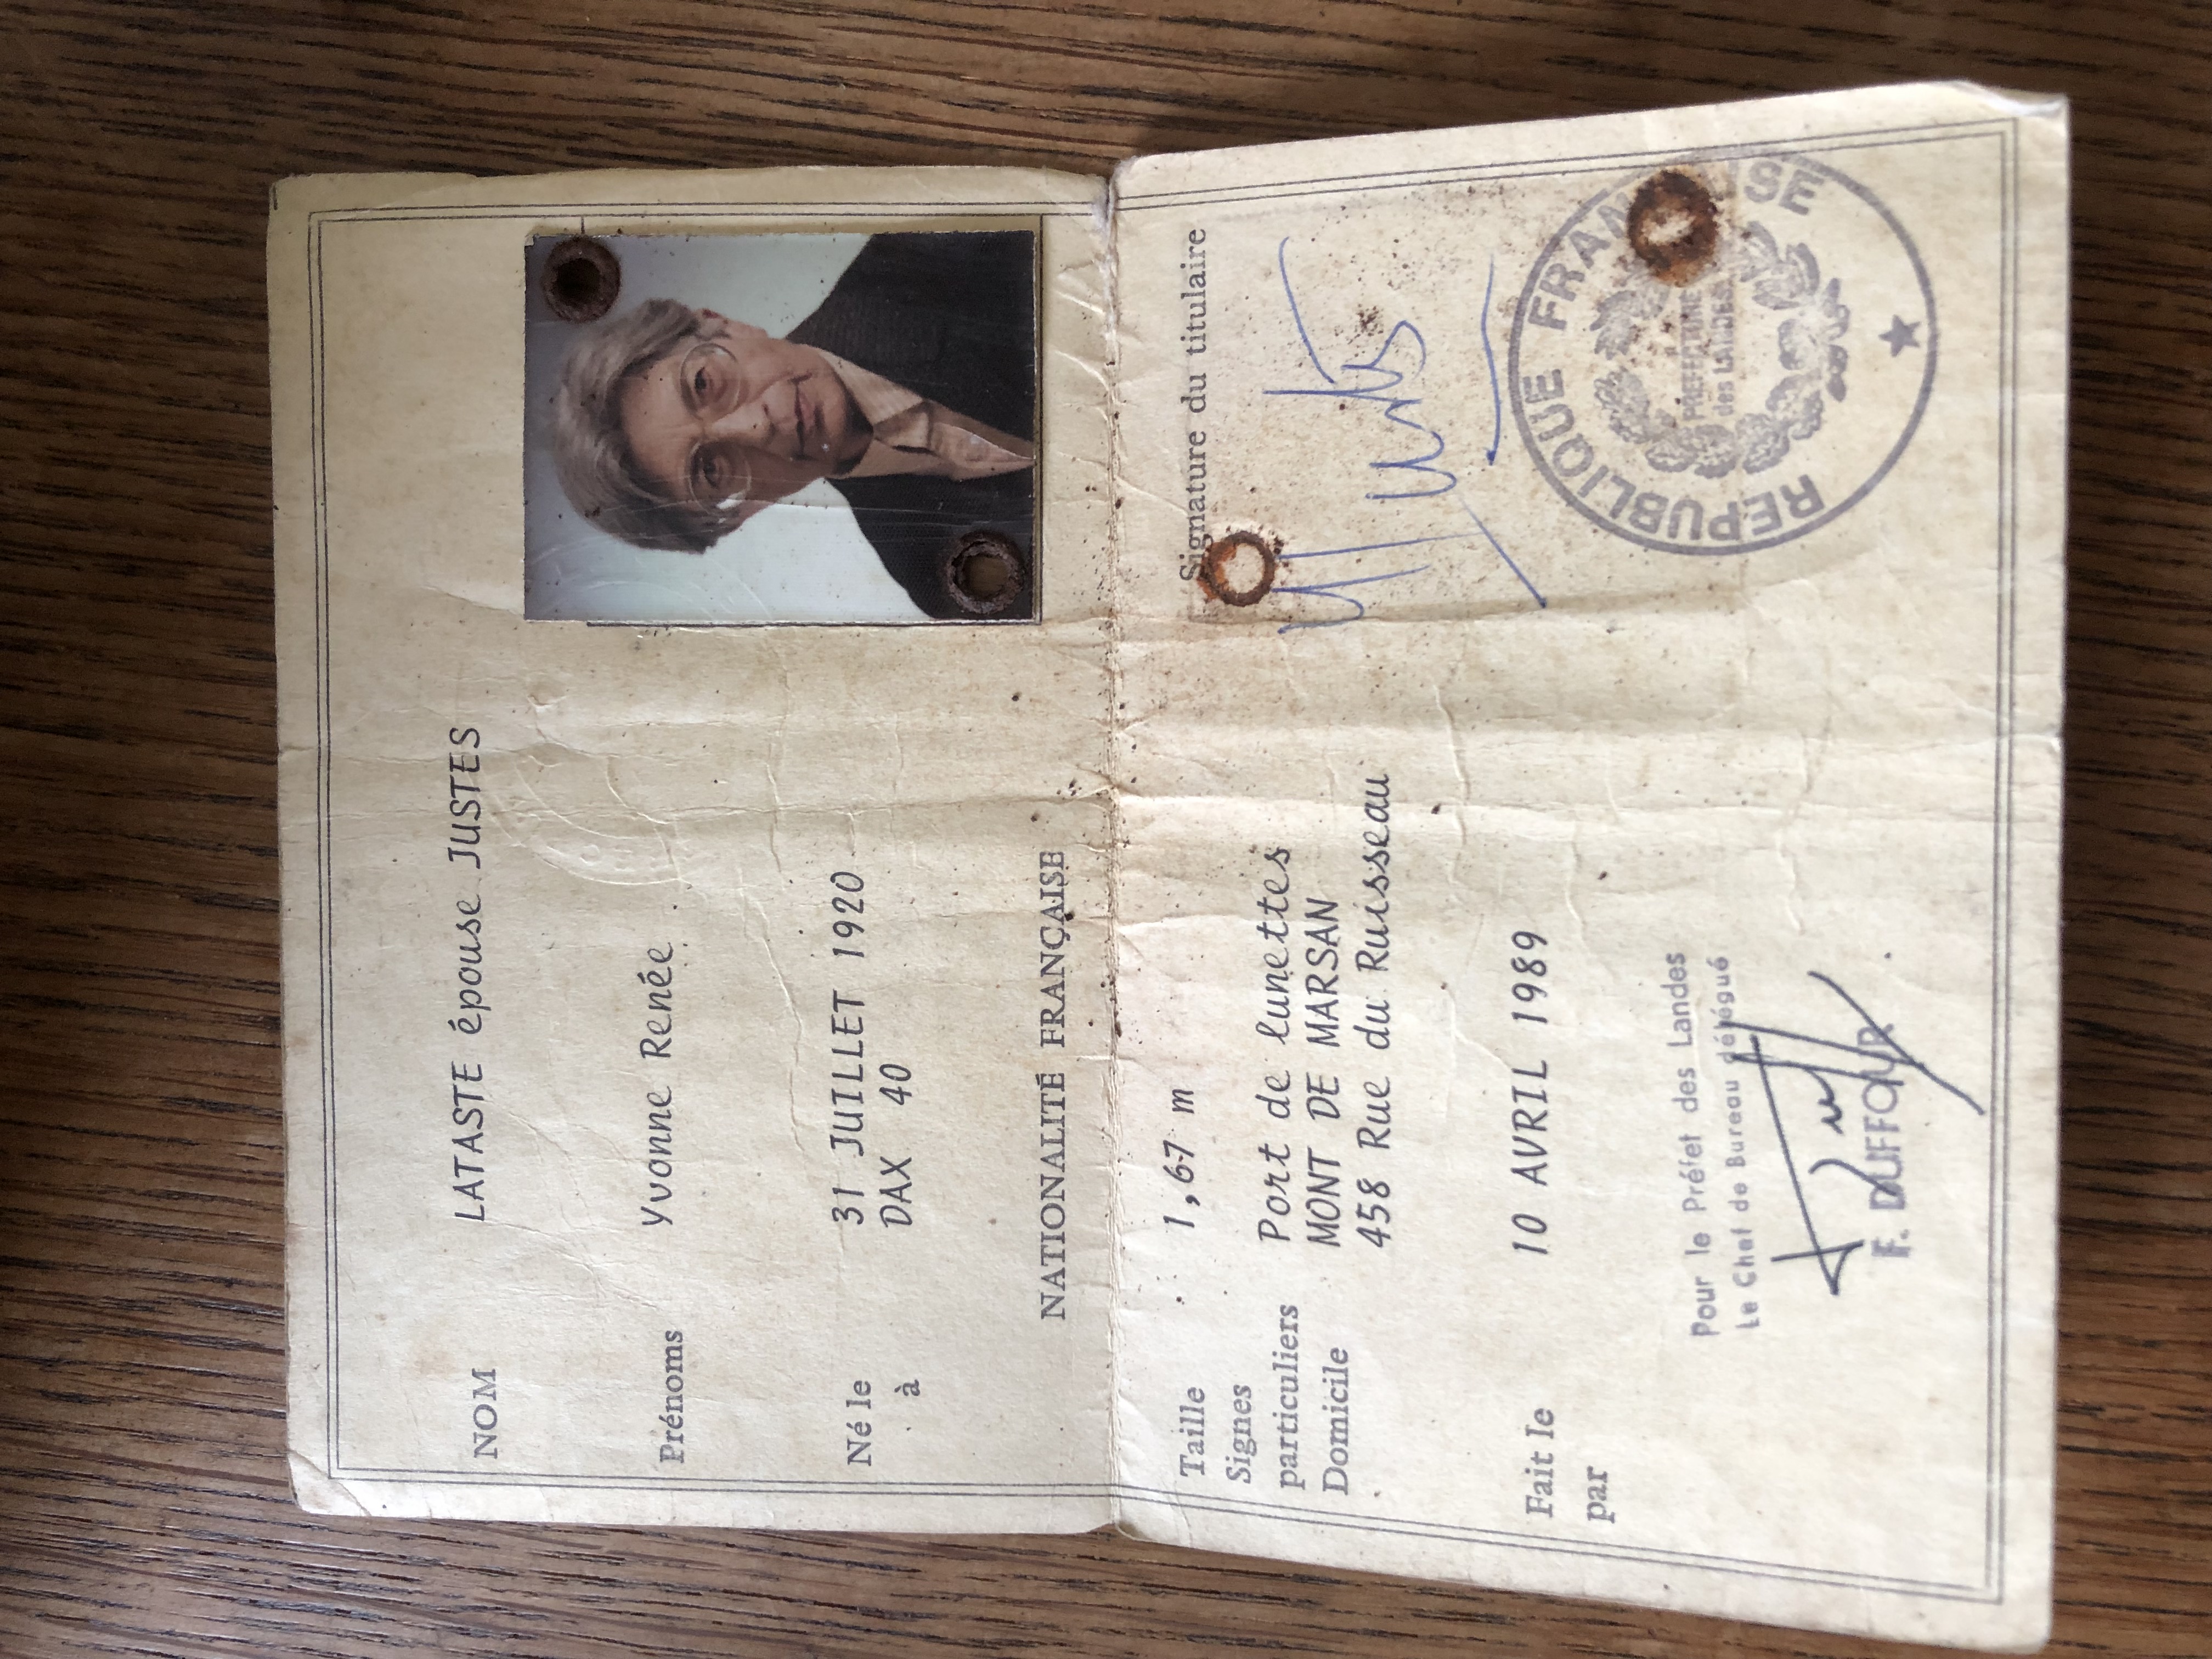 NOM LATASTE épouse JUSTES
Prénoms Yvonne Renée
Né le 31 JUILLET 1920
à DAX 40
NATIONALITÉ FRANÇAISE
Taille 1,67 m
Signes
particuliers Port de lunettes
Domicile MONT DE MARSAN
458 Rue du Ruisseau
Fait le 10 AVRIL 1989
par
Pour le Préfet des Landes
Le Chef de Bureau délégué
F. DUFFOUR
Signature du titulaire
REPUBLIQUE FRANÇAISE
PREFECTURE
des LANDES